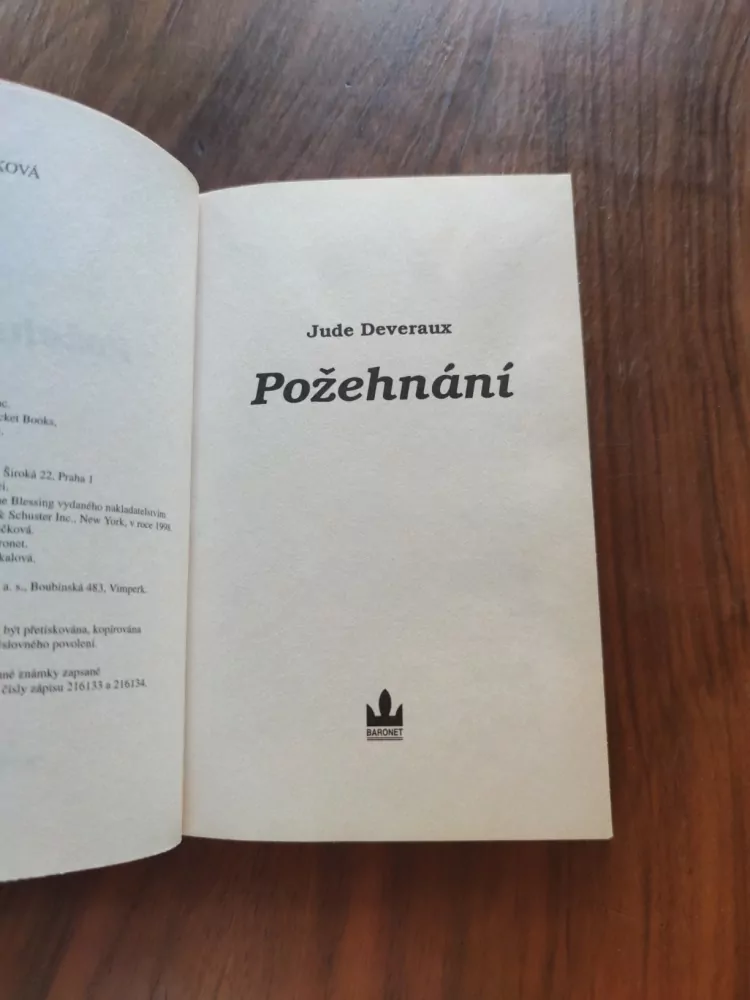 KOVÁ
nc.
cket Books,
Široká 22, Praha 1
ei.
ne Blessing vydaného nakladatelstvím
& Schuster Inc., New York, v roce 1998.
čková.
ronet.
kalová.
a. s., Boubínská 483, Vimperk.
být přetiskována, kopírována
slovného povolení.
nné známky zapsané
čísly zápisu 216133 a 216134.
Jude Deveraux
Požehnání
BARONET